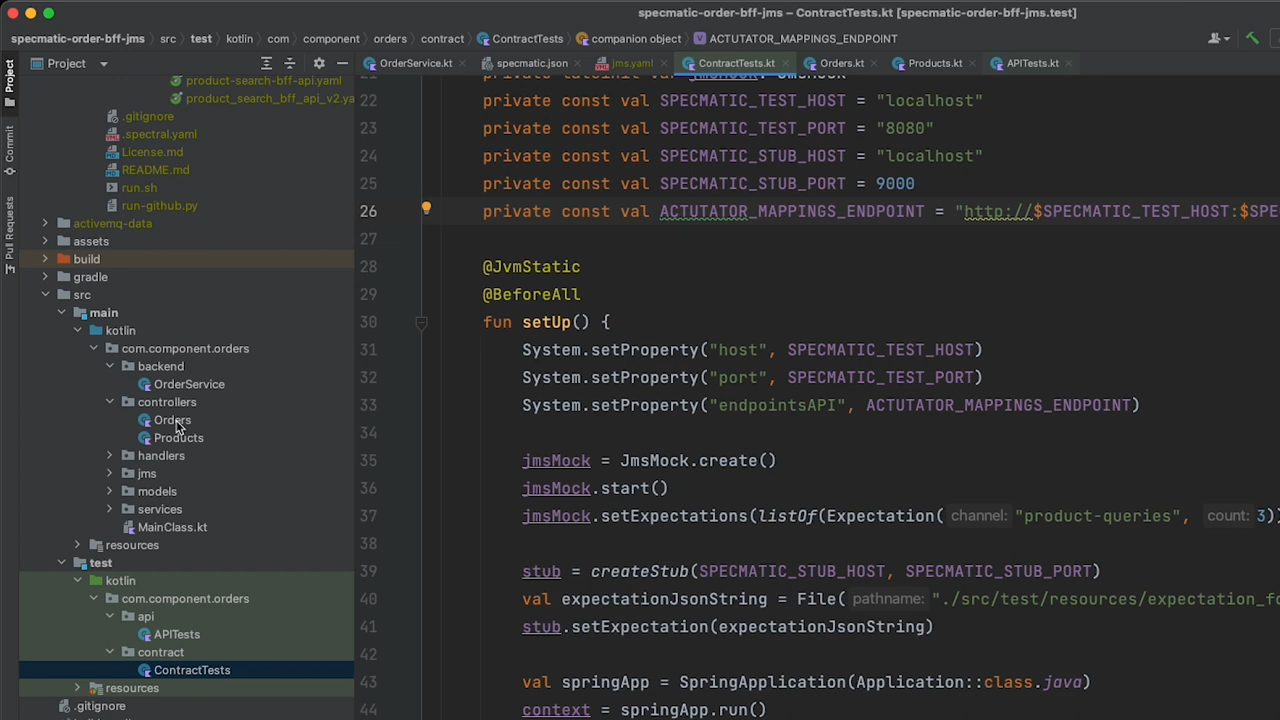 specmatic-order-bff-jms – ContractTests.kt [specmatic-order-bff-jms.test]
specmatic-order-bff-jms › src › test › kotlin › com › component › orders › contract › ContractTests › companion object › ACTUTATOR_MAPPINGS_ENDPOINT
Project
Commit
Pull Requests
Project
product-search-bff-api.yaml
product_search_bff_api_v2.ya
.gitignore
.spectral.yaml
License.md
README.md
run.sh
run-github.py
activemq-data
assets
build
gradle
src
main
kotlin
com.component.orders
backend
OrderService
controllers
Orders
Products
handlers
jms
models
services
MainClass.kt
resources
test
kotlin
com.component.orders
api
APITests
contract
ContractTests
resources
.gitignore
OrderService.kt specmatic.json jms.yaml ContractTests.kt Orders.kt Products.kt APITests.kt
22 private const val SPECMATIC_TEST_HOST = "localhost"
23 private const val SPECMATIC_TEST_PORT = "8080"
24 private const val SPECMATIC_STUB_HOST = "localhost"
25 private const val SPECMATIC_STUB_PORT = 9000
26 private const val ACTUTATOR_MAPPINGS_ENDPOINT = "http://$SPECMATIC_TEST_HOST:$SPE
27
28 @JvmStatic
29 @BeforeAll
30 fun setUp() {
31 System.setProperty("host", SPECMATIC_TEST_HOST)
32 System.setProperty("port", SPECMATIC_TEST_PORT)
33 System.setProperty("endpointsAPI", ACTUTATOR_MAPPINGS_ENDPOINT)
34
35 jmsMock = JmsMock.create()
36 jmsMock.start()
37 jmsMock.setExpectations(listOf(Expectation( channel: "product-queries", count: 3))
38
39 stub = createStub(SPECMATIC_STUB_HOST, SPECMATIC_STUB_PORT)
40 val expectationJsonString = File( pathname: "./src/test/resources/expectation_fo
41 stub.setExpectation(expectationJsonString)
42
43 val springApp = SpringApplication(Application::class.java)
44 context = springApp.run()